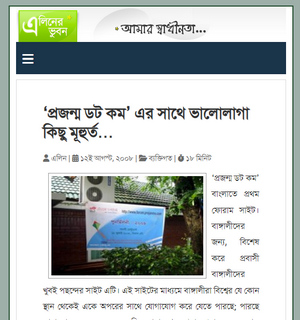 এলিনের
ভুবন
আমার স্বাধীনতা...
‘প্রজন্ম ডট কম’ এর সাথে ভালোলাগা
কিছু মূহুর্ত...
এলিন | ১২ই আগস্ট, ২০০৮ | ব্যক্তিগত | ১৮ মিনিট
‘প্রজন্ম ডট কম’
বাংলাতে প্রথম
ফোরাম সাইট।
বাঙ্গালীদের
জন্য, বিশেষ
করে প্রবাসী
বাঙ্গালীদের
খুবই পছন্দের সাইট এটি। এই সাইটের মাধ্যমে বাঙ্গালীরা বিশ্বের যে কোন
স্থান থেকেই একে অপরের সাথে যোগাযোগ করে যেতে পারছে; পারছে